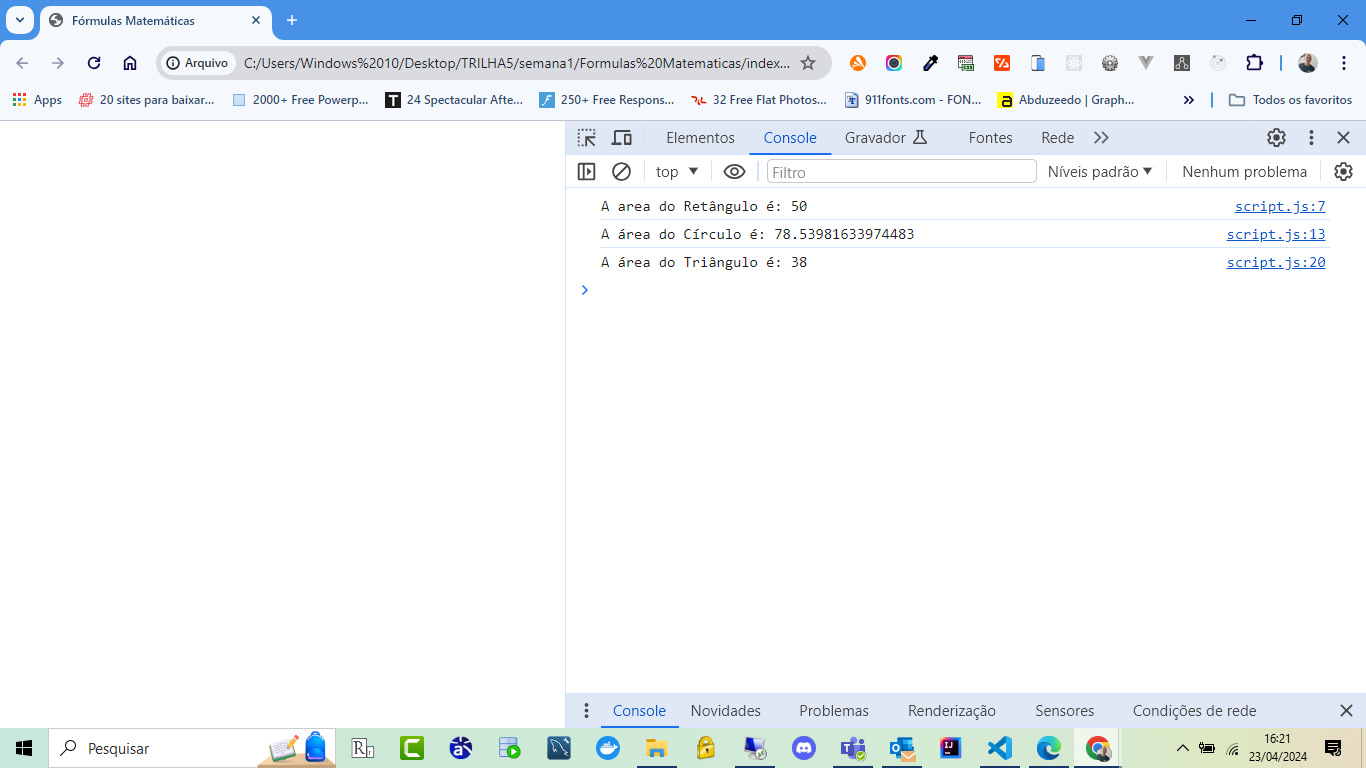 Fórmulas Matemáticas
Arquivo C:/Users/Windows%2010/Desktop/TRILHA5/semana1/Formulas%20Matematicas/index...
Apps 20 sites para baixar... 2000+ Free Powerp... 24 Spectacular Afte... 250+ Free Respons... 32 Free Flat Photos... 911fonts.com - FON... Abduzeedo | Graph... Todos os favoritos
Elementos Console Gravador Fontes Rede
top Filtro Níveis padrão Nenhum problema
A area do Retângulo é: 50 script.js:7
A área do Círculo é: 78.53981633974483 script.js:13
A área do Triângulo é: 38 script.js:20
Console Novidades Problemas Renderização Sensores Condições de rede
Pesquisar
16:21
23/04/2024